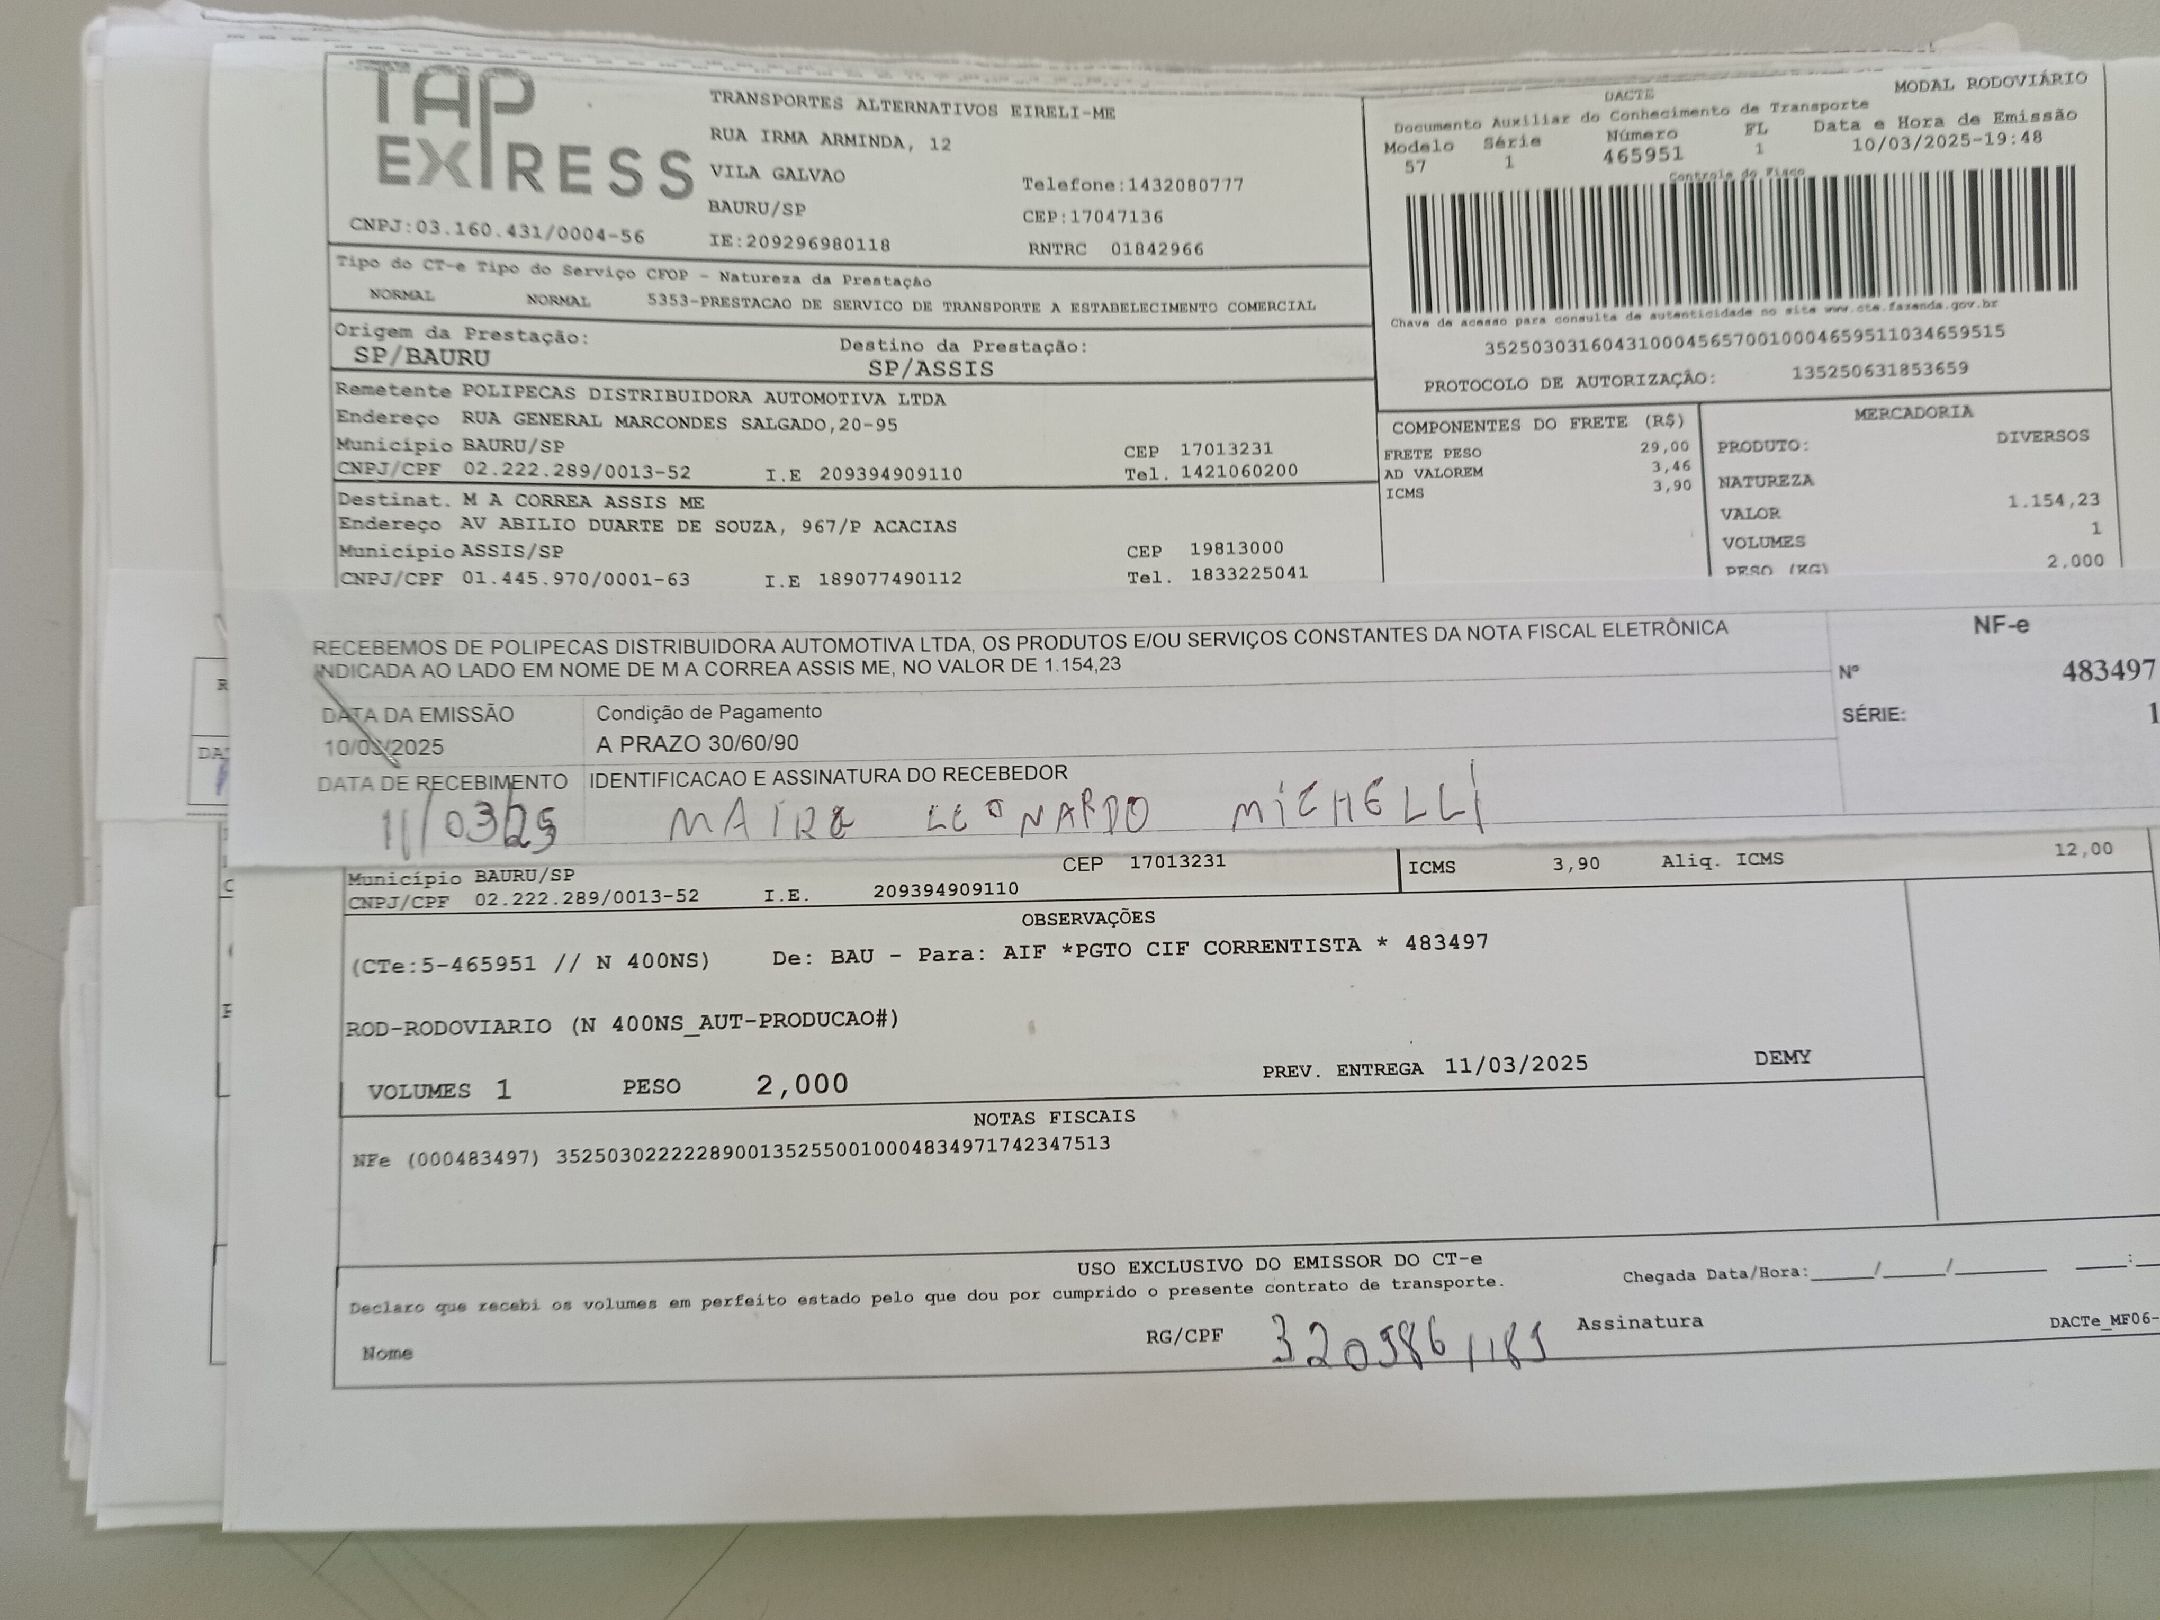 TAP EXPRESS
TRANSPORTES ALTERNATIVOS EIRELI-ME
RUA IRMA ARMINDA, 12
VILA GALVAO
Telefone:1432080777
BAURU/SP
CEP:17047136
CNPJ:03.160.431/0004-56
IE:209296980118
RNTRC 01842966
MODAL RODOVIÁRIO
DACTE
Documento Auxiliar do Conhecimento de Transporte
Modelo Série Número FL Data e Hora de Emissão
57 1 465951 1 10/03/2025-19:48
Controle do Fisco
Chave de acesso para consulta de autenticidade no site www.cte.fazenda.gov.br
35250303160431000456570010004659511034659515
PROTOCOLO DE AUTORIZAÇÃO: 135250631853659
Tipo do CT-e Tipo do Serviço CFOP - Natureza da Prestação
NORMAL NORMAL 5353-PRESTACAO DE SERVICO DE TRANSPORTE A ESTABELECIMENTO COMERCIAL
Origem da Prestação: Destino da Prestação:
SP/BAURU SP/ASSIS
Remetente POLIPECAS DISTRIBUIDORA AUTOMOTIVA LTDA
Endereço RUA GENERAL MARCONDES SALGADO,20-95
Município BAURU/SP CEP 17013231
CNPJ/CPF 02.222.289/0013-52 I.E 209394909110 Tel. 1421060200
Destinat. M A CORREA ASSIS ME
Endereço AV ABILIO DUARTE DE SOUZA, 967/P ACACIAS
Município ASSIS/SP CEP 19813000
CNPJ/CPF 01.445.970/0001-63 I.E 189077490112 Tel. 1833225041
COMPONENTES DO FRETE (R$)
FRETE PESO 29,00
AD VALOREM 3,46
ICMS 3,90
MERCADORIA
PRODUTO: DIVERSOS
NATUREZA
VALOR 1.154,23
VOLUMES 1
PESO (KG) 2,000
RECEBEMOS DE POLIPECAS DISTRIBUIDORA AUTOMOTIVA LTDA, OS PRODUTOS E/OU SERVIÇOS CONSTANTES DA NOTA FISCAL ELETRÔNICA
INDICADA AO LADO EM NOME DE M A CORREA ASSIS ME, NO VALOR DE 1.154,23
NF-e
Nº 483497
SÉRIE: 1
DATA DA EMISSÃO Condição de Pagamento
10/03/2025 A PRAZO 30/60/90
DATA DE RECEBIMENTO IDENTIFICACAO E ASSINATURA DO RECEBEDOR
11/03/25 LEONARDO MICHELLI
Município BAURU/SP CEP 17013231
ICMS 3,90 Aliq. ICMS 12,00
CNPJ/CPF 02.222.289/0013-52 I.E. 209394909110
OBSERVAÇÕES
(CTe:5-465951 // N 400NS) De: BAU - Para: AIF *PGTO CIF CORRENTISTA * 483497
ROD-RODOVIARIO (N 400NS_AUT-PRODUCAO#)
VOLUMES 1 PESO 2,000 PREV. ENTREGA 11/03/2025 DEMY
NOTAS FISCAIS
NFe (000483497) 35250302222289001352550010004834971742347513
USO EXCLUSIVO DO EMISSOR DO CT-e
Declaro que recebi os volumes em perfeito estado pelo que dou por cumprido o presente contrato de transporte.
Chegada Data/Hora:____/____/______ ____:
Nome RG/CPF Assinatura
DACTe_MF06-